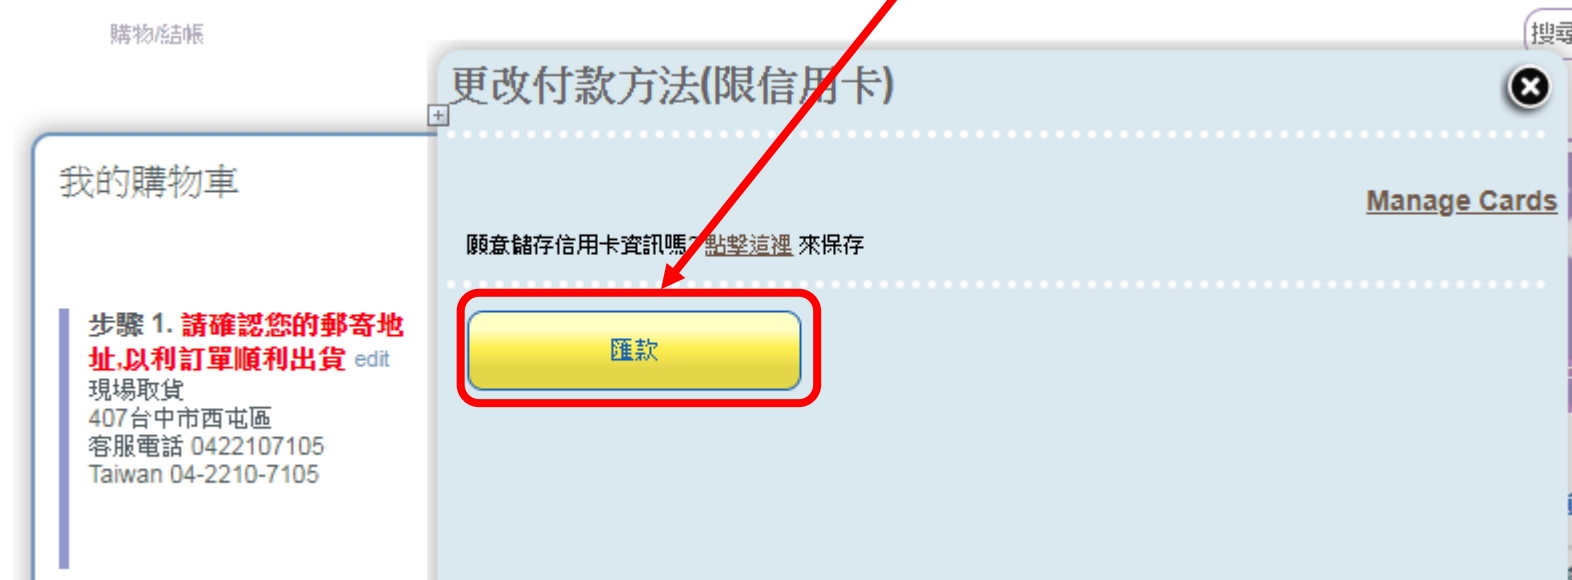 購物/結帳
搜尋
更改付款方法(限信用卡)
我的購物車
Manage Cards
願意儲存信用卡資訊嗎? 點擊這裡 來保存
步驟 1. 請確認您的郵寄地
址,以利訂單順利出貨 edit
現場取貨
407台中市西屯區
客服電話 0422107105
Taiwan 04-2210-7105
匯款